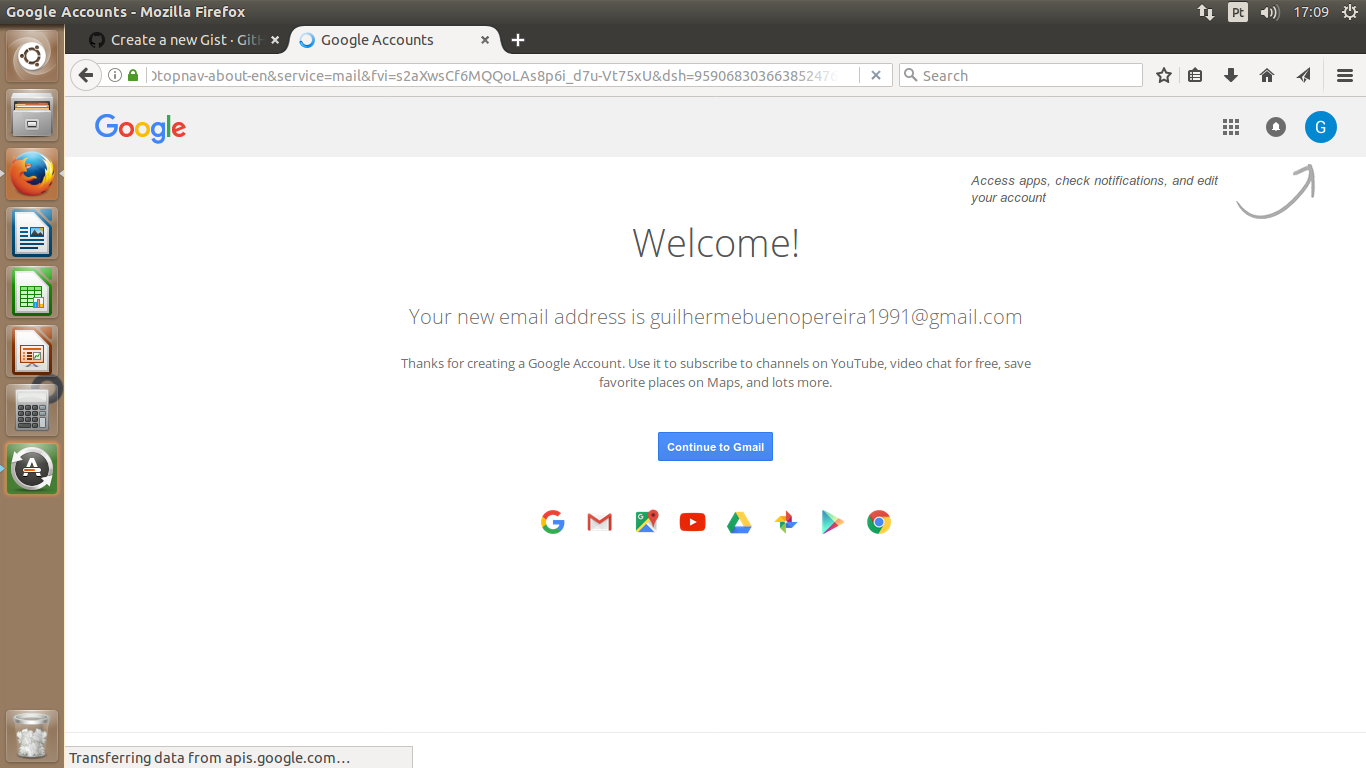 Google Accounts - Mozilla Firefox
Pt
17:09
Create a new Gist · GitH
Google Accounts
topnav-about-en&service=mail&fvi=s2aXwsCf6MQQoLAs8p6i_d7u-Vt75xU&dsh=959068303663852476
Search
Google
G
Access apps, check notifications, and edit
your account
Welcome!
Your new email address is guilhermebuenopereira1991@gmail.com
Thanks for creating a Google Account. Use it to subscribe to channels on YouTube, video chat for free, save
favorite places on Maps, and lots more.
Continue to Gmail
Transferring data from apis.google.com…